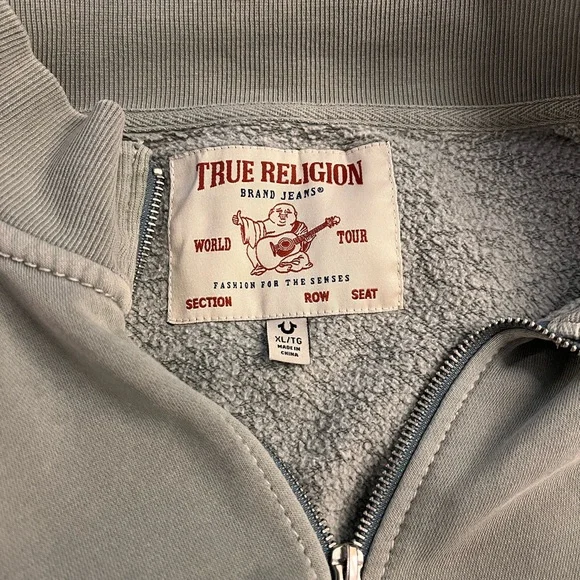 TRUE RELIGION
BRAND JEANS®
WORLD TOUR
FASHION FOR THE SENSES
SECTION ROW SEAT
XL/TG
MADE IN
CHINA